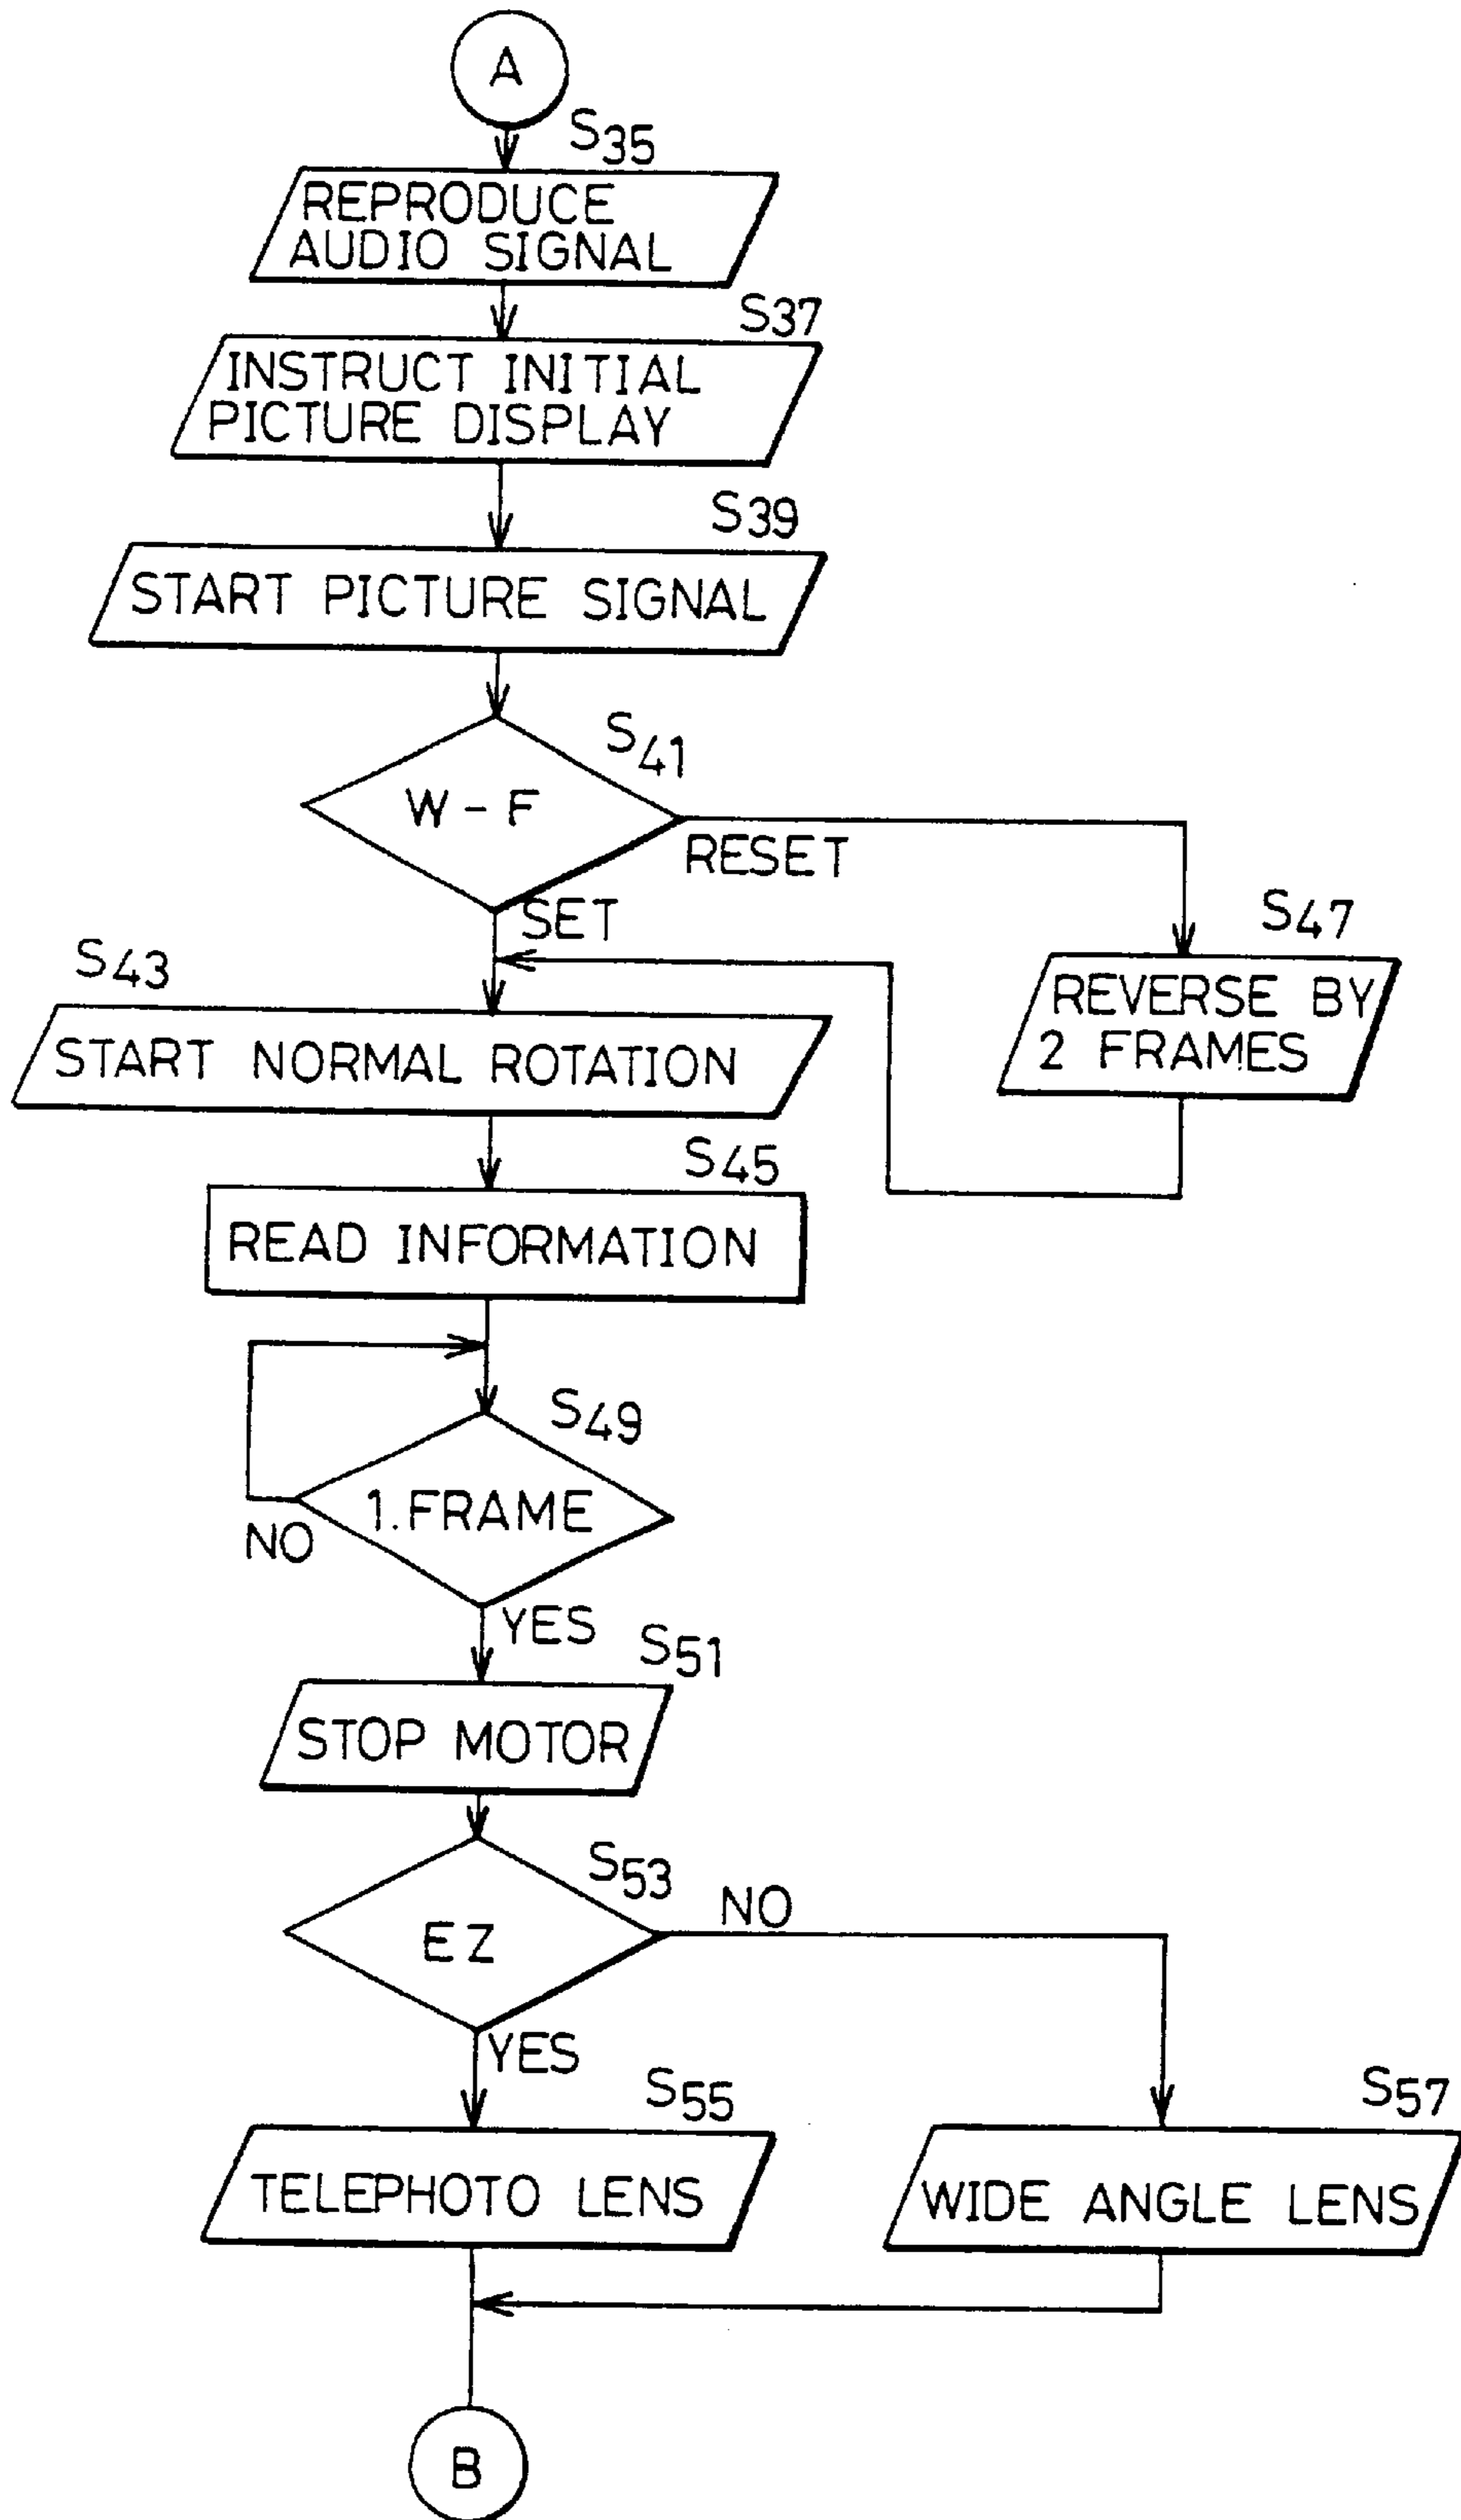 A
S35
REPRODUCE
AUDIO SIGNAL
S37
INSTRUCT INITIAL
PICTURE DISPLAY
S39
START PICTURE SIGNAL
S41
W-F
RESET
SET
S47
REVERSE BY
2 FRAMES
S43
START NORMAL ROTATION
S45
READ INFORMATION
S49
1.FRAME
NO
YES
S51
STOP MOTOR
S53
EZ
NO
YES
S55
TELEPHOTO LENS
S57
WIDE ANGLE LENS
B